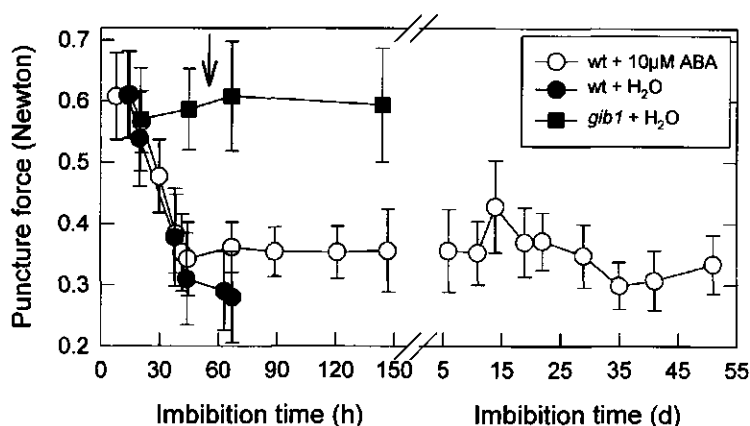 0.7
0.6
0.5
0.4
0.3
0.2
Puncture force (Newton)
wt + 10µM ABA
wt + H₂O
gib1 + H₂O
0 30 60 90 120 150 5 15 25 35 45 55
Imbibition time (h) Imbibition time (d)